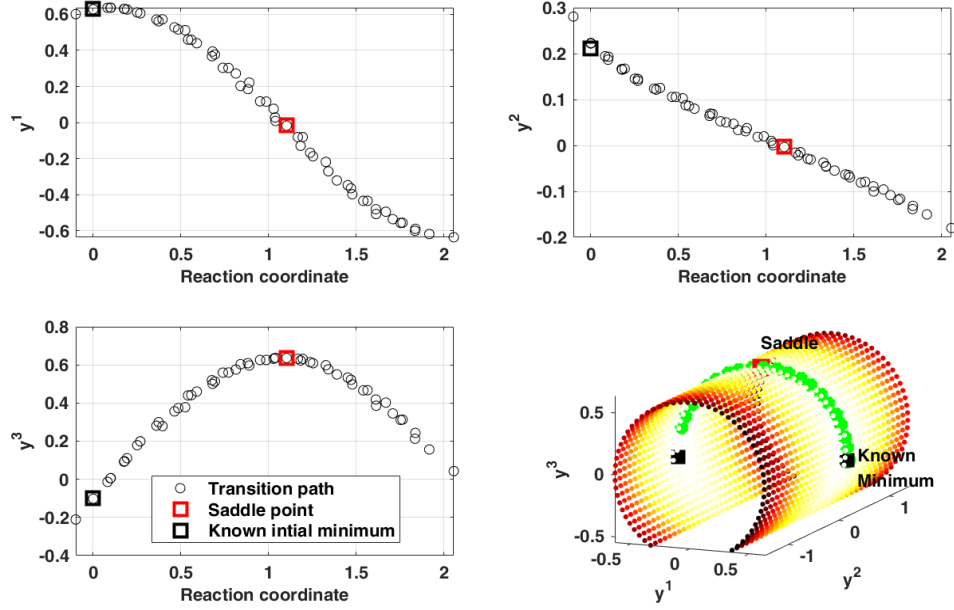 0.6
0.4
0.2
0
-0.2
-0.4
-0.6
y1
0
0.5
1
1.5
2
Reaction coordinate
0.3
0.2
0.1
0
-0.1
-0.2
y2
0
0.5
1
1.5
2
Reaction coordinate
0.8
0.6
0.4
0.2
0
-0.2
-0.4
y3
Transition path
Saddle point
Known intial minimum
0
0.5
1
1.5
2
Reaction coordinate
Saddle
Known
Minimum
0.5
0
-0.5
y3
-0.5
0
0.5
y1
-1
0
1
y2